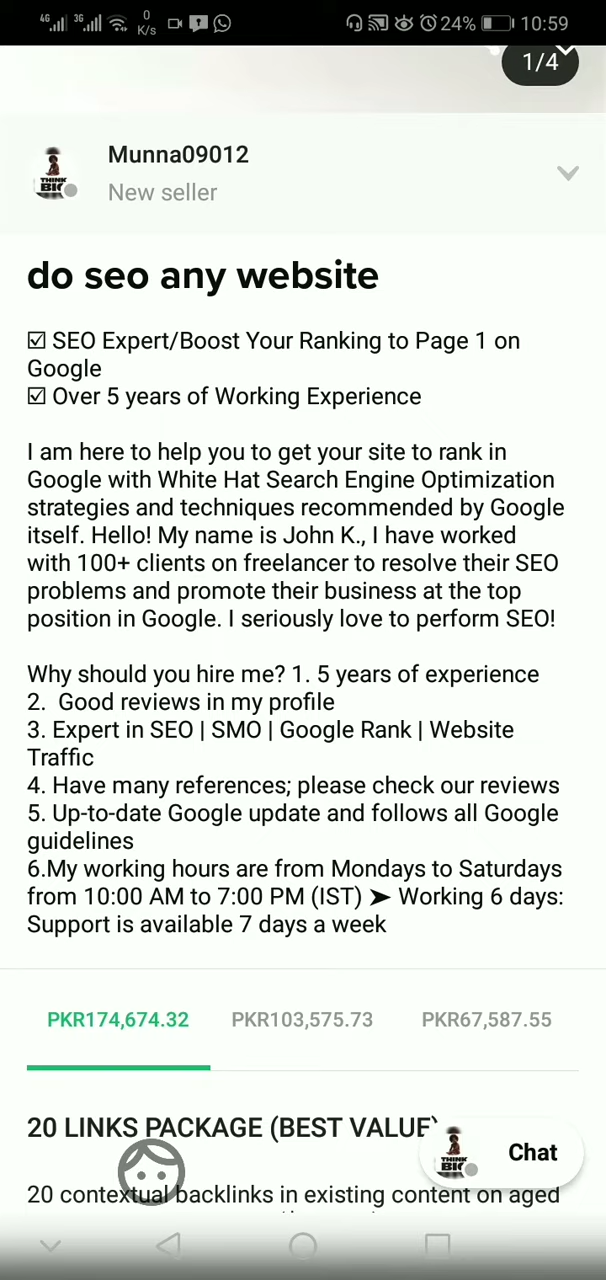 4G 3G 0 K/s 24% 10:59
1/4
Munna09012
New seller
THINK BIG
do seo any website
☑ SEO Expert/Boost Your Ranking to Page 1 on
Google
☑ Over 5 years of Working Experience
I am here to help you to get your site to rank in
Google with White Hat Search Engine Optimization
strategies and techniques recommended by Google
itself. Hello! My name is John K., I have worked
with 100+ clients on freelancer to resolve their SEO
problems and promote their business at the top
position in Google. I seriously love to perform SEO!
Why should you hire me? 1. 5 years of experience
2.  Good reviews in my profile
3. Expert in SEO | SMO | Google Rank | Website
Traffic
4. Have many references; please check our reviews
5. Up-to-date Google update and follows all Google
guidelines
6.My working hours are from Mondays to Saturdays
from 10:00 AM to 7:00 PM (IST) ➤ Working 6 days:
Support is available 7 days a week
PKR174,674.32 PKR103,575.73 PKR67,587.55
20 LINKS PACKAGE (BEST VALUE)
THINK BIG
Chat
20 contextual backlinks in existing content on aged